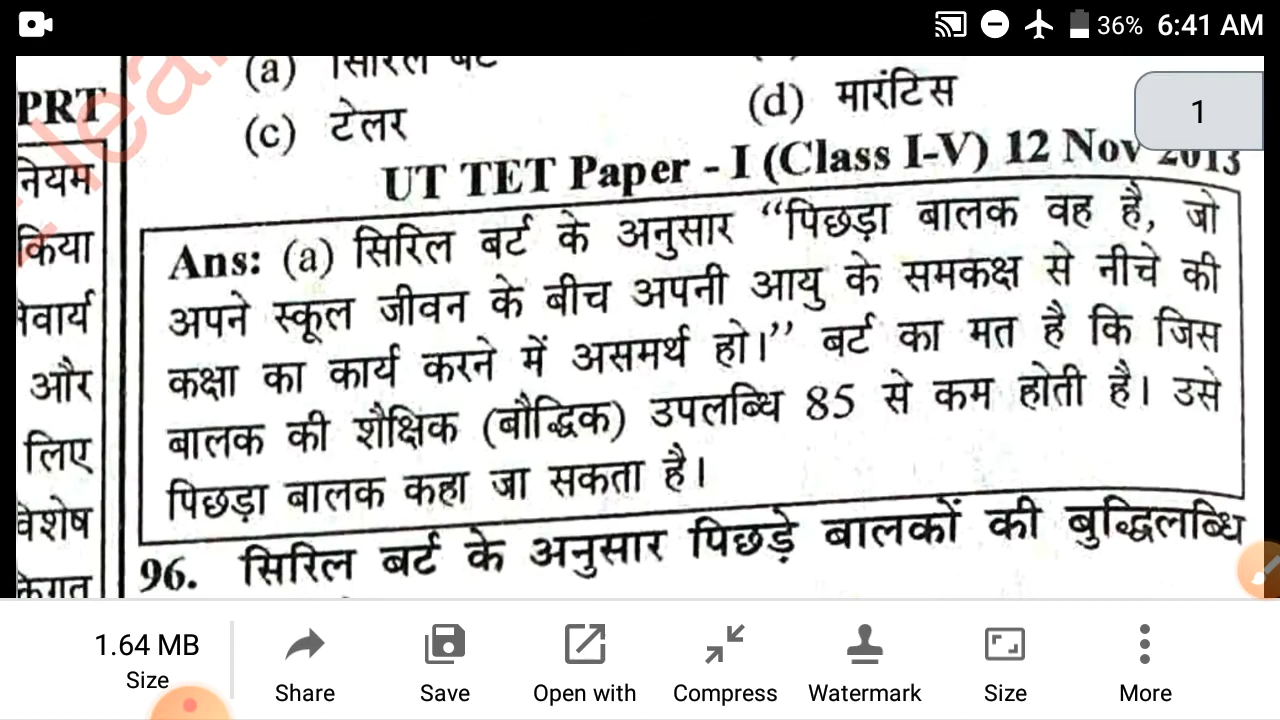 36% 6:41 AM
(a) सिरिल बर्ट
PRT
(c) टेलर
(d) मारंटिस
1
UT TET Paper - I (Class I-V) 12 Nov 2013
नियम
किया
और
लिए
Ans: (a) सिरिल बर्ट के अनुसार “पिछड़ा बालक वह है, जो
अपने स्कूल जीवन के बीच अपनी आयु के समकक्ष से नीचे की
कक्षा का कार्य करने में असमर्थ हो।” बर्ट का मत है कि जिस
बालक की शैक्षिक (बौद्धिक) उपलब्धि 85 से कम होती है। उसे
पिछड़ा बालक कहा जा सकता है।
96. सिरिल बर्ट के अनुसार पिछड़े बालकों की बुद्धिलब्धि
1.64 MB
Size
Share
Save
Open with
Compress
Watermark
Size
More